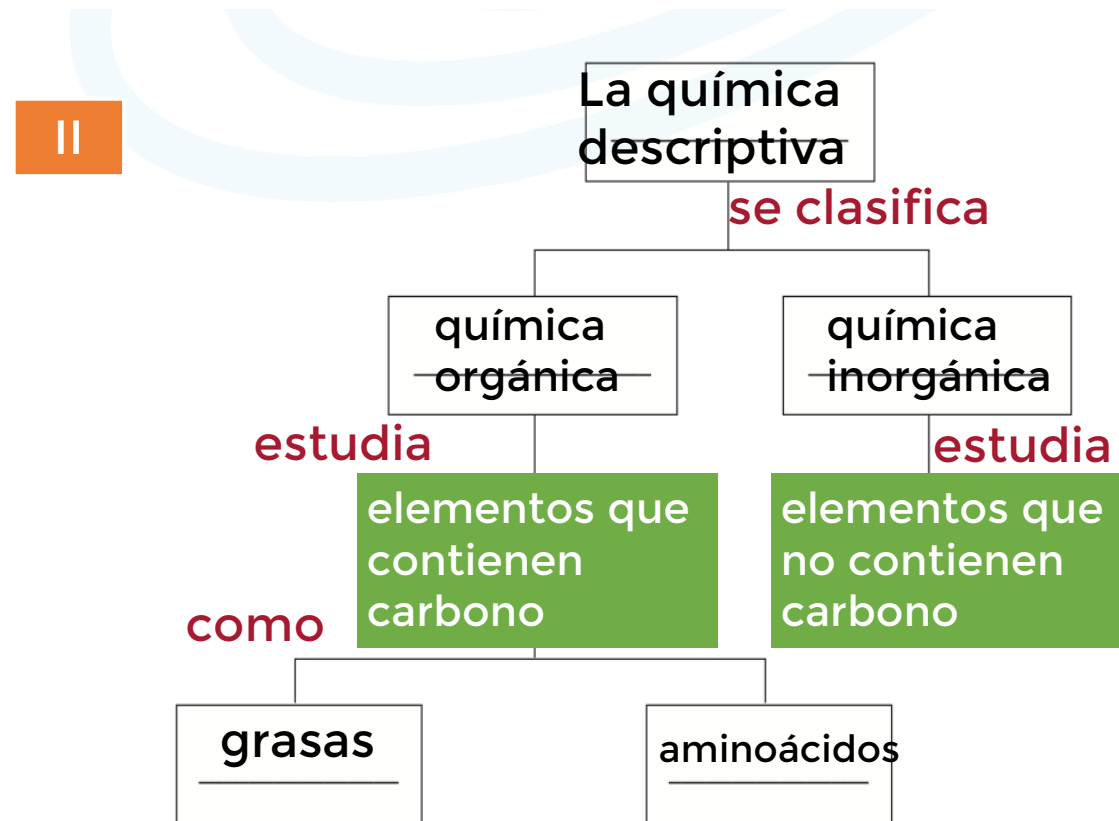 La química
descriptiva
II
se clasifica
química
orgánica
química
inorgánica
estudia
estudia
elementos que
contienen
carbono
elementos que
no contienen
carbono
como
grasas
aminoácidos